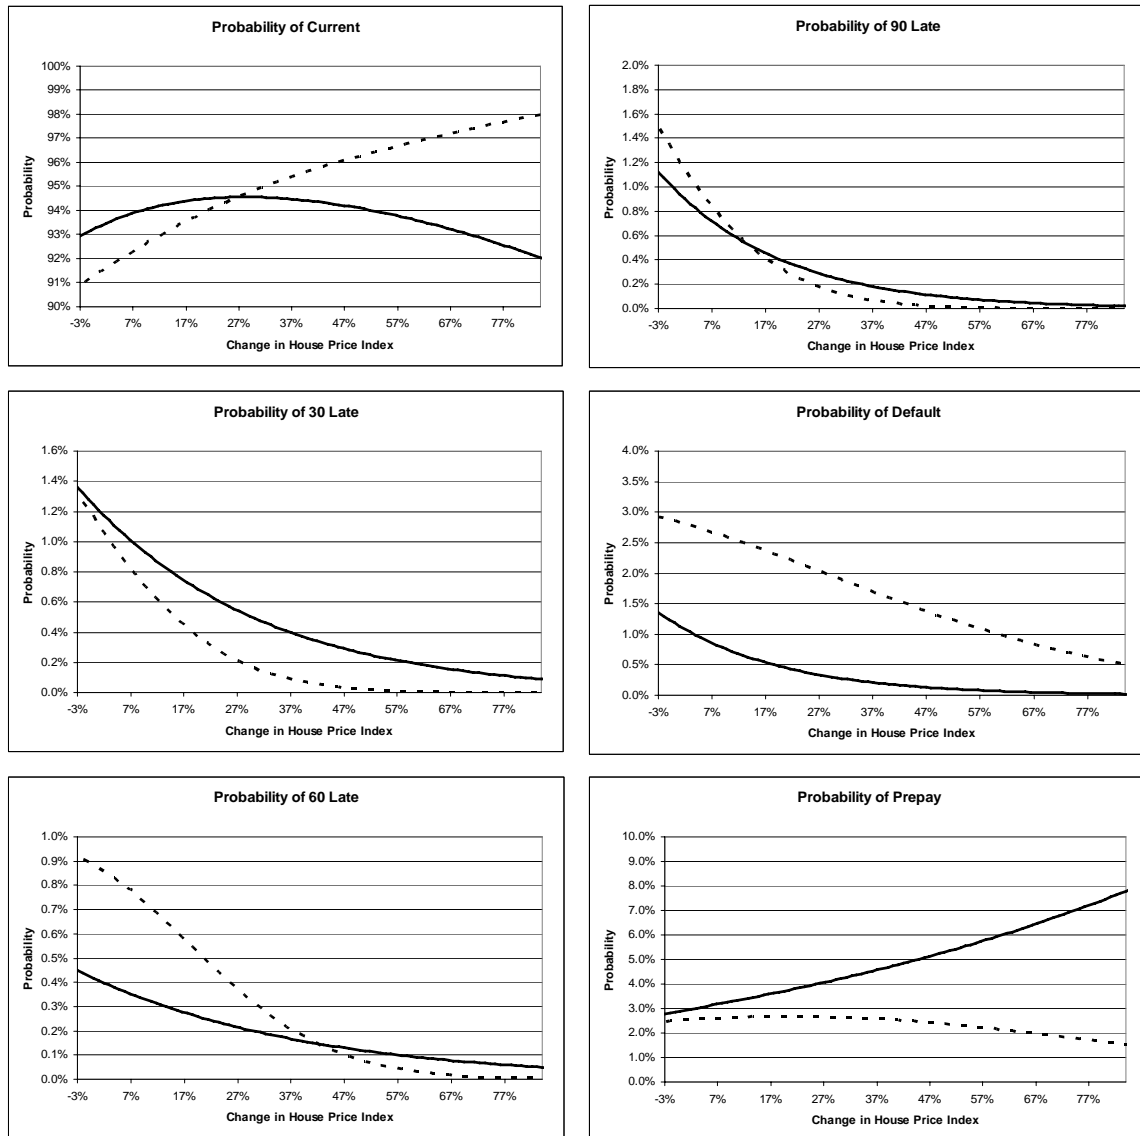 Probability of Current
100%
99%
98%
97%
96%
95%
94%
93%
92%
91%
90%
Probability
-3% 7% 17% 27% 37% 47% 57% 67% 77%
Change in House Price Index
Probability of 90 Late
2.0%
1.8%
1.6%
1.4%
1.2%
1.0%
0.8%
0.6%
0.4%
0.2%
0.0%
Probability
-3% 7% 17% 27% 37% 47% 57% 67% 77%
Change in House Price Index
Probability of 30 Late
1.6%
1.4%
1.2%
1.0%
0.8%
0.6%
0.4%
0.2%
0.0%
Probability
-3% 7% 17% 27% 37% 47% 57% 67% 77%
Change in House Price Index
Probability of Default
4.0%
3.5%
3.0%
2.5%
2.0%
1.5%
1.0%
0.5%
0.0%
Probability
-3% 7% 17% 27% 37% 47% 57% 67% 77%
Change in House Price Index
Probability of 60 Late
1.0%
0.9%
0.8%
0.7%
0.6%
0.5%
0.4%
0.3%
0.2%
0.1%
0.0%
Probability
-3% 7% 17% 27% 37% 47% 57% 67% 77%
Change in House Price Index
Probability of Prepay
10.0%
9.0%
8.0%
7.0%
6.0%
5.0%
4.0%
3.0%
2.0%
1.0%
0.0%
Probability
-3% 7% 17% 27% 37% 47% 57% 67% 77%
Change in House Price Index